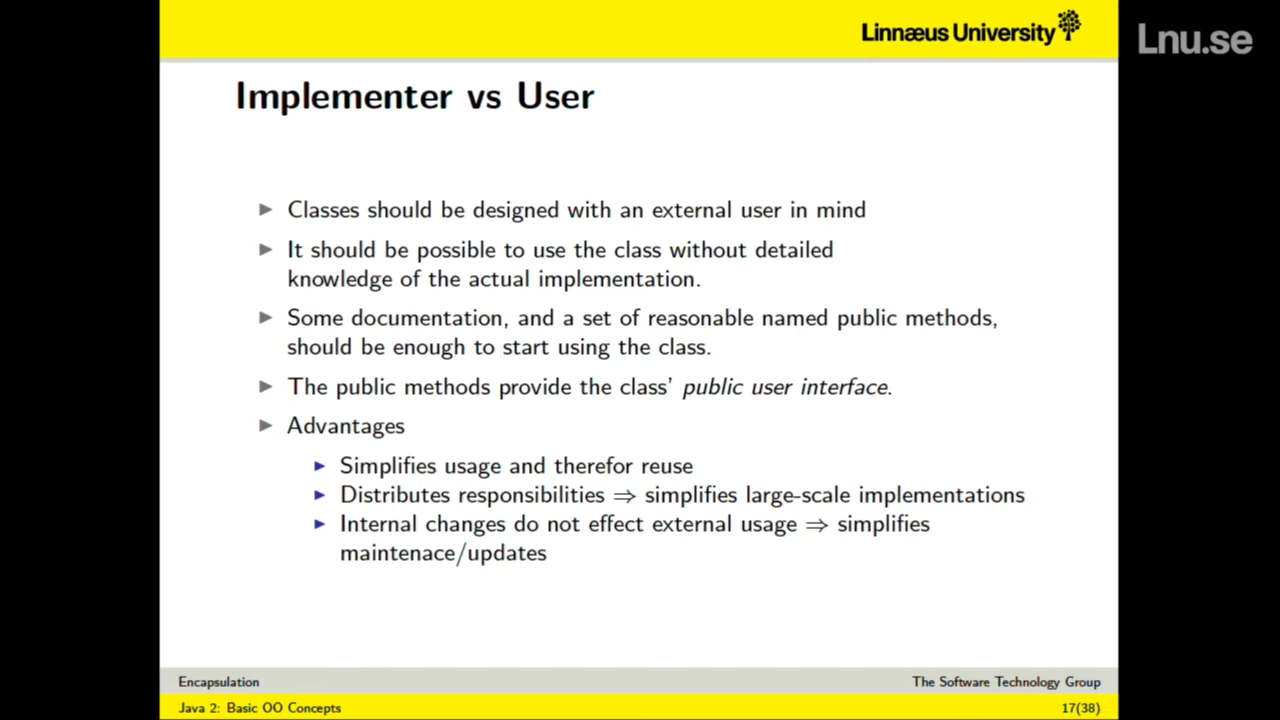 Linnæus University
Lnu.se
Implementer vs User
Classes should be designed with an external user in mind
It should be possible to use the class without detailed
knowledge of the actual implementation.
Some documentation, and a set of reasonable named public methods,
should be enough to start using the class.
The public methods provide the class' public user interface.
Advantages
Simplifies usage and therefor reuse
Distributes responsibilities ⇒ simplifies large-scale implementations
Internal changes do not effect external usage ⇒ simplifies
maintenace/updates
Encapsulation
The Software Technology Group
Java 2: Basic OO Concepts
17(38)